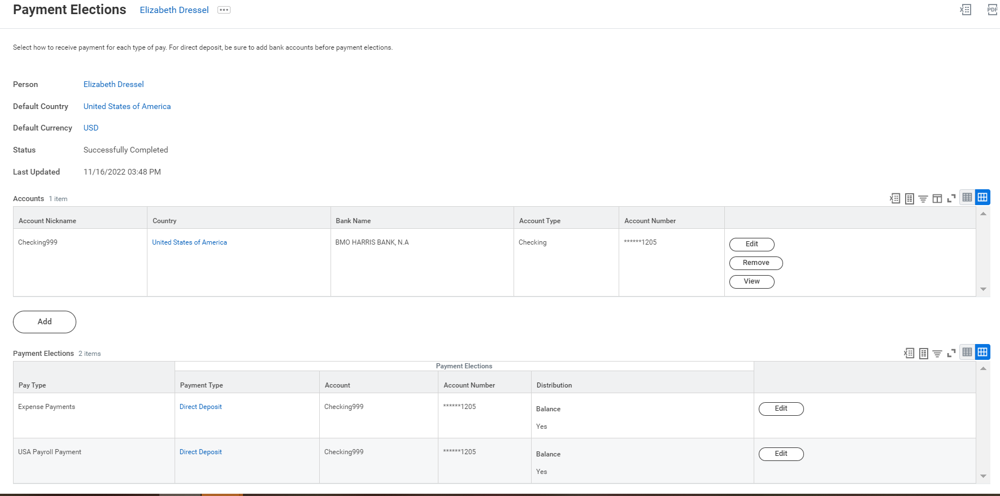 Payment Elections Elizabeth Dressel
X PDF
Select how to receive payment for each type of pay. For direct deposit, be sure to add bank accounts before payment elections.
Person Elizabeth Dressel
Default Country United States of America
Default Currency USD
Status Successfully Completed
Last Updated 11/16/2022 03:48 PM
Accounts 1 item
Account Nickname Country Bank Name Account Type Account Number
Checking999 United States of America BMO HARRIS BANK, N.A Checking ******1205 Edit
Remove
View
Add
Payment Elections 2 items
Payment Elections
Pay Type Payment Type Account Account Number Distribution
Expense Payments Direct Deposit Checking999 ******1205 Balance Edit
Yes
USA Payroll Payment Direct Deposit Checking999 ******1205 Balance Edit
Yes